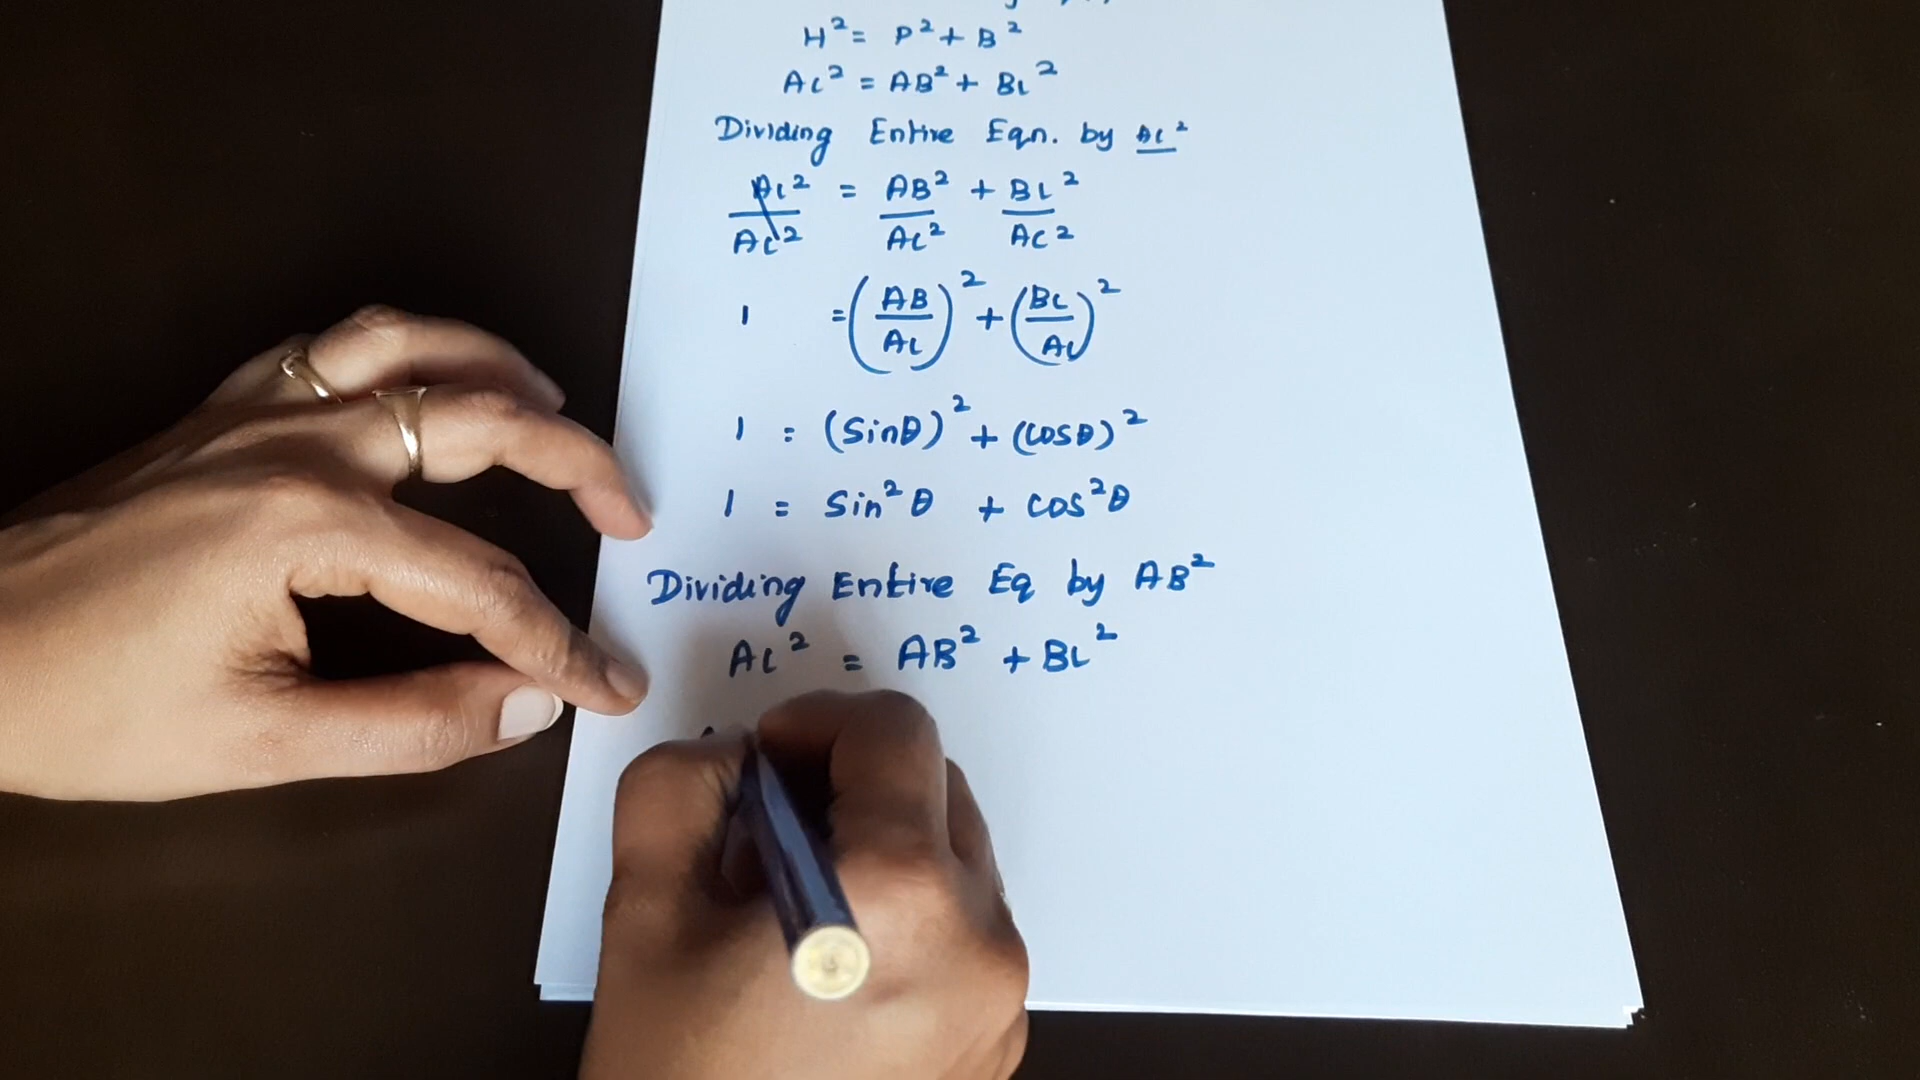 H² = P² + B²
AC² = AB² + BC²
Dividing Entire Eqn. by AC²
AC²/AC² = AB²/AC² + BC²/AC²
1 = (AB/AC)² + (BC/AC)²
1 = (Sinθ)² + (cosθ)²
1 = Sin²θ + cos²θ
Dividing Entire Eq by AB²
AC² = AB² + BC²